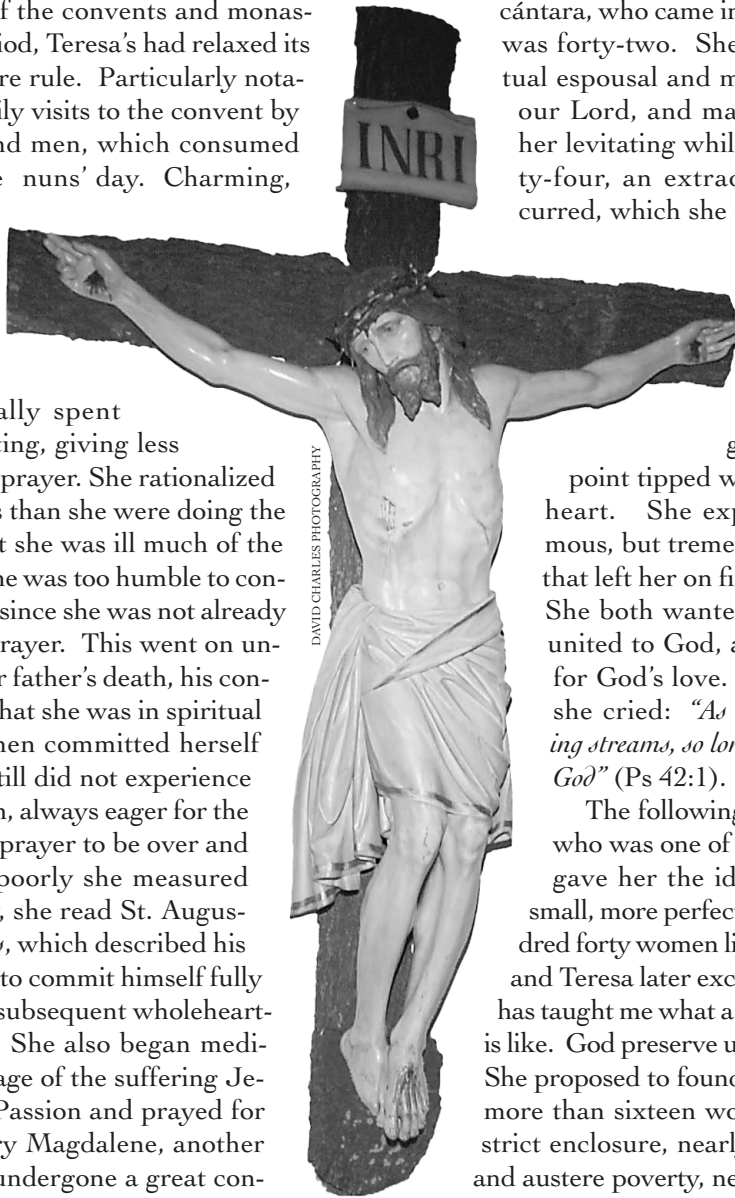 f the convents and monas-
iod, Teresa’s had relaxed its
re rule. Particularly nota-
ily visits to the convent by
nd men, which consumed
e nuns’ day. Charming,
ally spent
ting, giving less
prayer. She rationalized
s than she were doing the
t she was ill much of the
he was too humble to con-
since she was not already
rayer. This went on un-
r father’s death, his con-
hat she was in spiritual
hen committed herself
till did not experience
n, always eager for the
prayer to be over and
poorly she measured
, she read St. Augus-
s, which described his
to commit himself fully
subsequent wholeheart-
She also began medi-
age of the suffering Je-
Passion and prayed for
ry Magdalene, another
undergone a great con-
INRI
DAVID CHARLES PHOTOGRAPHY
cántara, who came in
was forty-two. She
tual espousal and m
our Lord, and ma
her levitating whil
ty-four, an extrac
curred, which she
g
point tipped w
heart. She exp
mous, but treme
that left her on fi
She both wante
united to God, a
for God’s love.
she cried: “As
ing streams, so lon
God” (Ps 42:1).
The following
who was one of
gave her the id
small, more perfect
dred forty women li
and Teresa later exc
has taught me what a
is like. God preserve u
She proposed to found
more than sixteen wo
strict enclosure, nearl
and austere poverty, ne